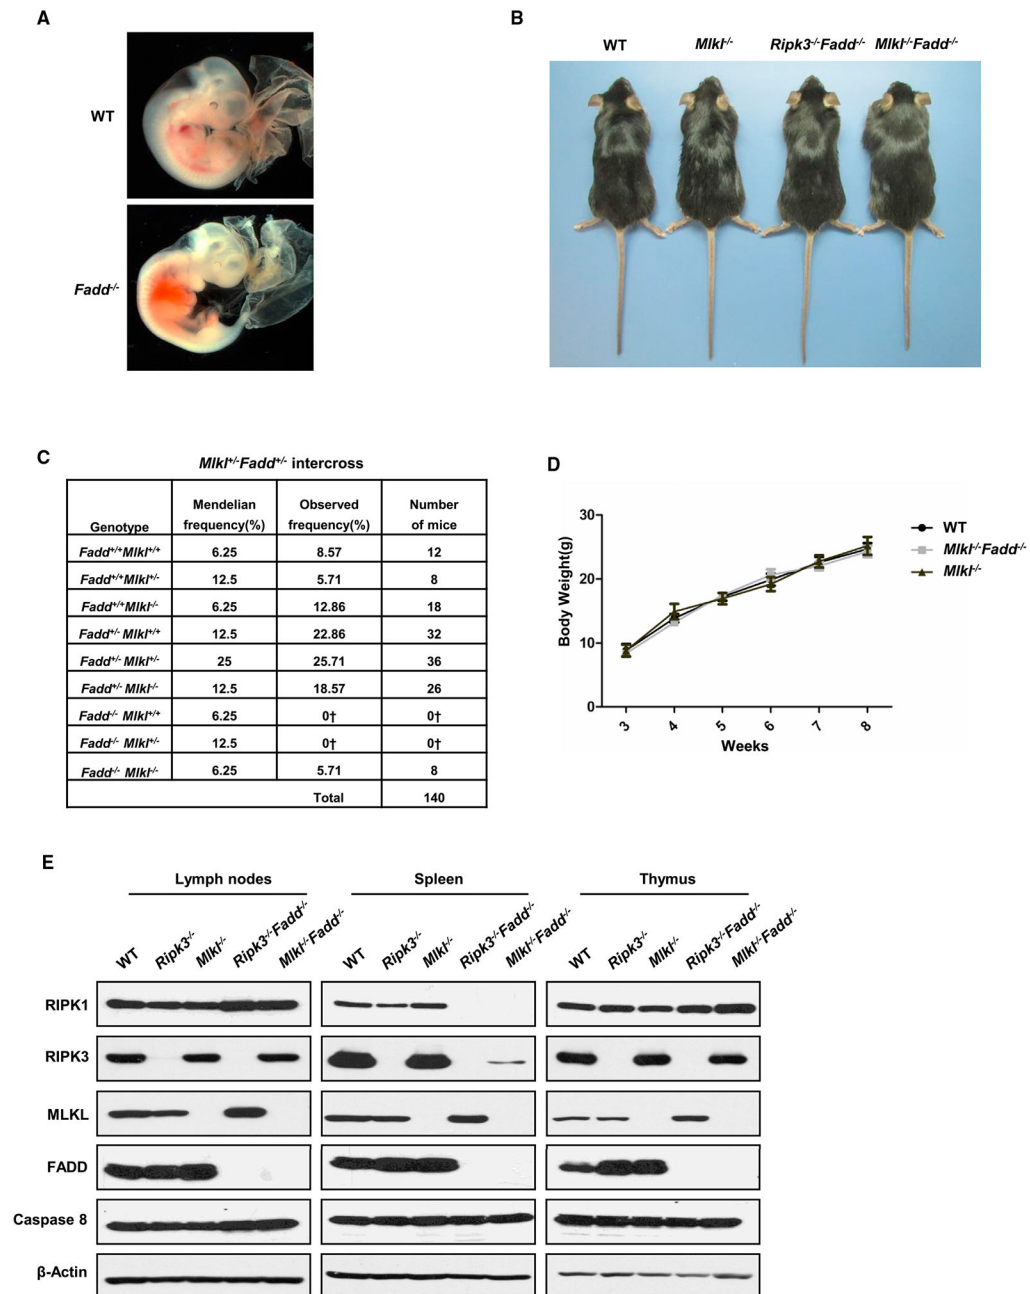 A
WT
Fadd-/-
B
WT Mlkl-/- Ripk3-/-Fadd-/- Mlkl-/-Fadd-/-
C
Mlkl+/-Fadd+/- intercross
Genotype Mendelian frequency(%) Observed frequency(%) Number of mice
Fadd+/+Mlkl+/+ 6.25 8.57 12
Fadd+/+Mlkl+/- 12.5 5.71 8
Fadd+/+Mlkl-/- 6.25 12.86 18
Fadd+/- Mlkl+/+ 12.5 22.86 32
Fadd+/- Mlkl+/- 25 25.71 36
Fadd+/- Mlkl-/- 12.5 18.57 26
Fadd-/- Mlkl+/+ 6.25 0† 0†
Fadd-/- Mlkl+/- 12.5 0† 0†
Fadd-/- Mlkl-/- 6.25 5.71 8
Total 140
D
Body Weight(g)
30
20
10
0
3 4 5 6 7 8
Weeks
WT
Mlkl-/-Fadd-/-
Mlkl-/-
E
Lymph nodes Spleen Thymus
WT Ripk3-/- Mlkl-/- Ripk3-/-Fadd-/- Mlkl-/-Fadd-/- WT Ripk3-/- Mlkl-/- Ripk3-/-Fadd-/- Mlkl-/-Fadd-/- WT Ripk3-/- Mlkl-/- Ripk3-/-Fadd-/- Mlkl-/-Fadd-/-
RIPK1
RIPK3
MLKL
FADD
Caspase 8
β-Actin